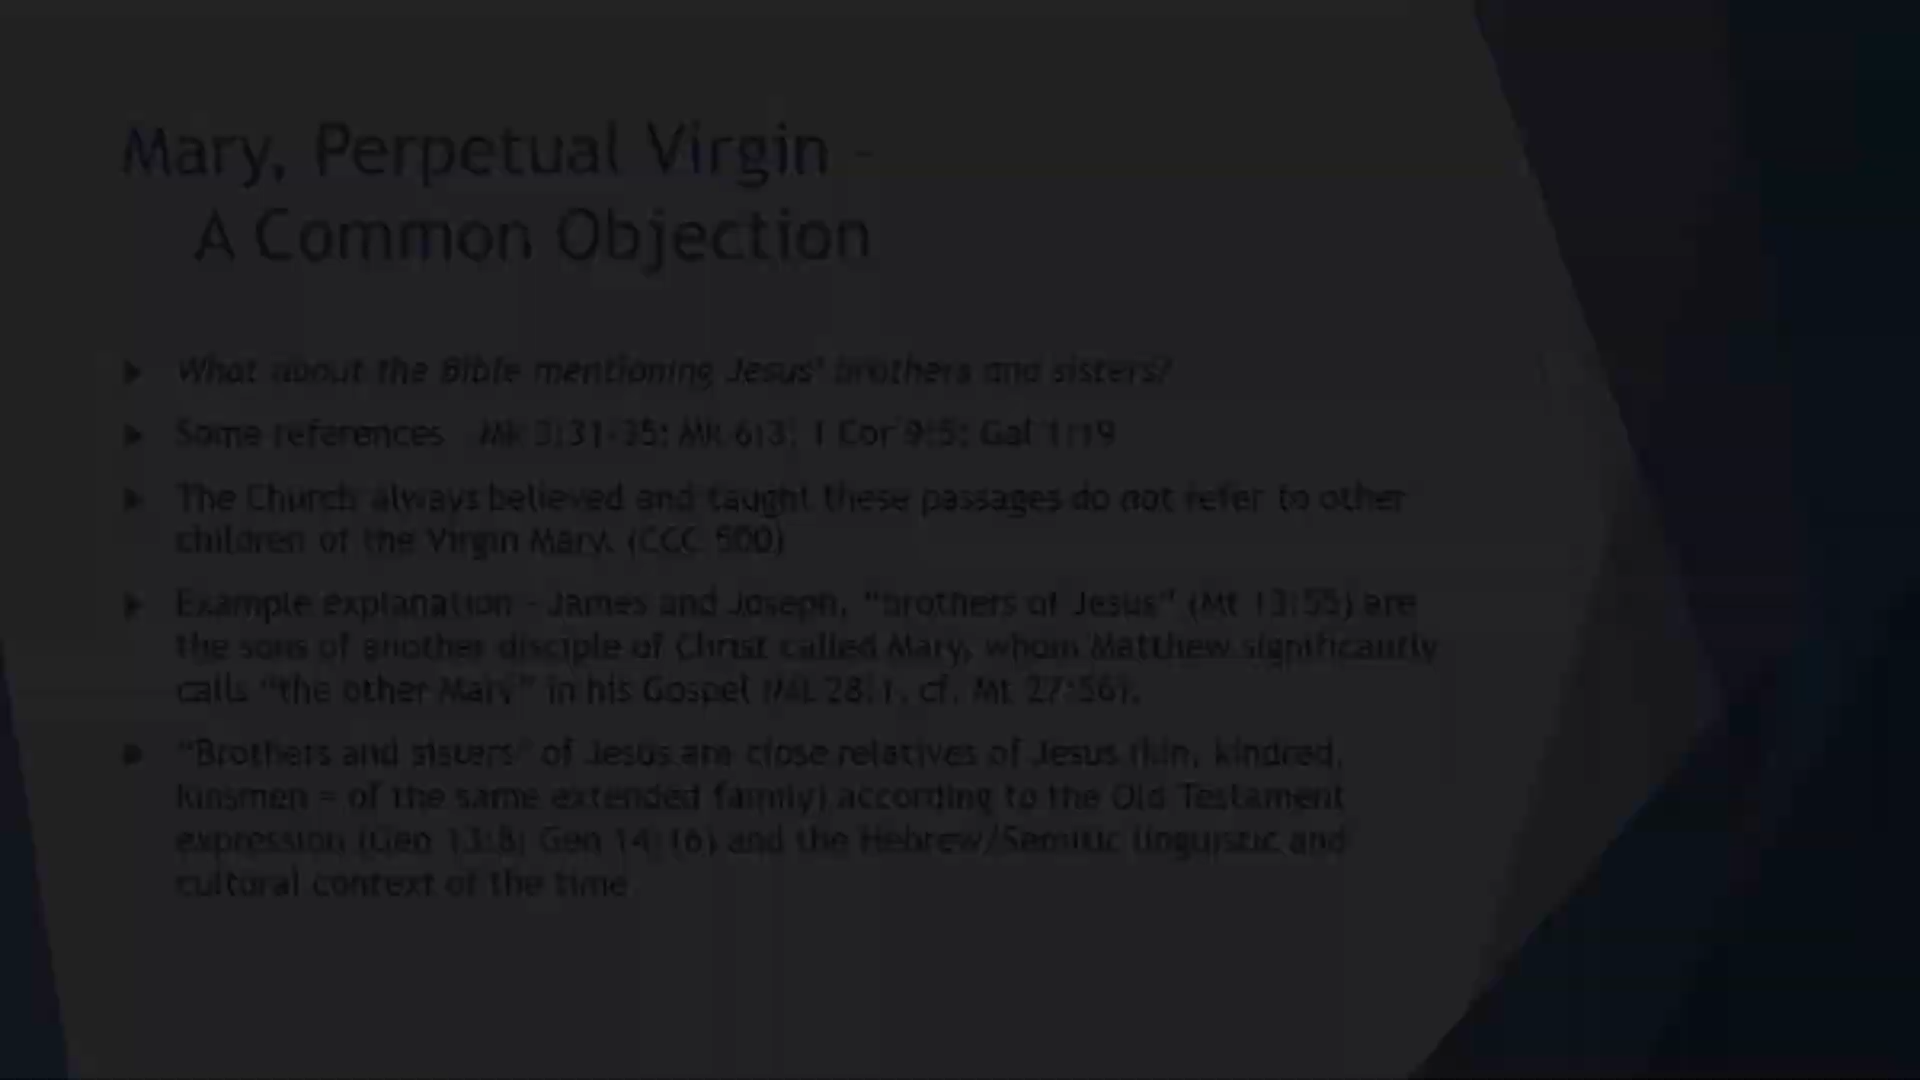 Mary, Perpetual Virgin -
A Common Objection
What about the Bible mentioning Jesus' brothers and sisters?
Some references Mk 3:31-35; Mk 6:3; 1 Cor 9:5; Gal 1:19
The Church always believed and taught these passages do not refer to other
children of the Virgin Mary. (CCC 500)
Example explanation - James and Joseph, "brothers of Jesus" (Mt 13:55) are
the sons of another disciple of Christ called Mary, whom Matthew significantly
calls "the other Mary" in his Gospel (Mt 28:1, cf. Mt 27:56).
"Brothers and sisters" of Jesus are close relatives of Jesus (kin, kindred,
kinsmen = of the same extended family) according to the Old Testament
expression (Gen 13:8; Gen 14:16) and the Hebrew/Semitic linguistic and
cultural context of the time